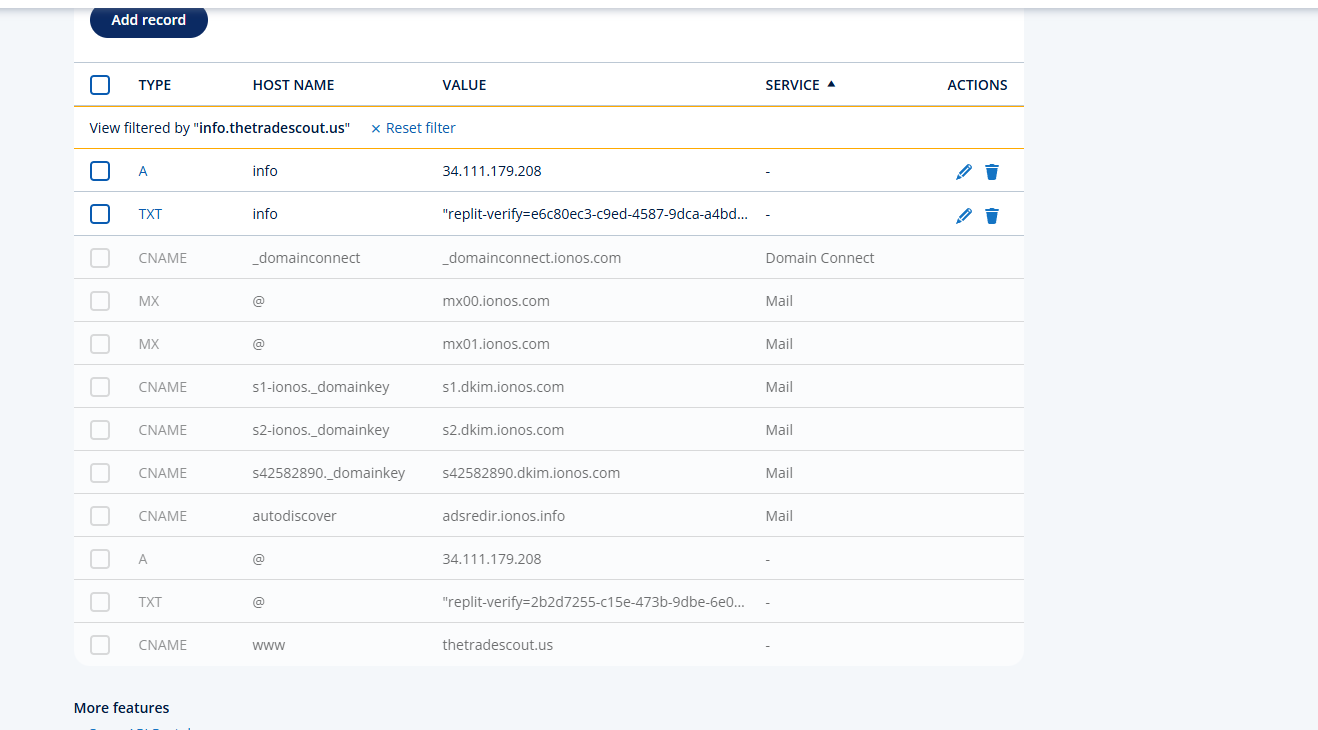 Add record
TYPE HOST NAME VALUE SERVICE ▲ ACTIONS
View filtered by "info.thetradescout.us" × Reset filter
A info 34.111.179.208 -
TXT info "replit-verify=e6c80ec3-c9ed-4587-9dca-a4bd... -
CNAME _domainconnect _domainconnect.ionos.com Domain Connect
MX @ mx00.ionos.com Mail
MX @ mx01.ionos.com Mail
CNAME s1-ionos._domainkey s1.dkim.ionos.com Mail
CNAME s2-ionos._domainkey s2.dkim.ionos.com Mail
CNAME s42582890._domainkey s42582890.dkim.ionos.com Mail
CNAME autodiscover adsredir.ionos.info Mail
A @ 34.111.179.208 -
TXT @ "replit-verify=2b2d7255-c15e-473b-9dbe-6e0... -
CNAME www thetradescout.us -
More features